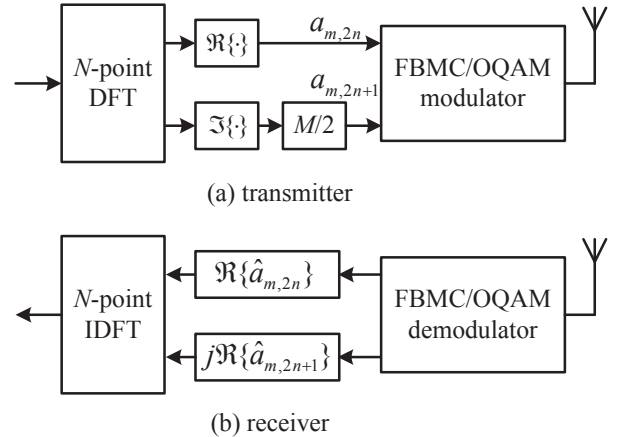 N-point
DFT
ℜ{·}
a_{m,2n}
ℑ{·}
M/2
a_{m,2n+1}
FBMC/OQAM
modulator
(a) transmitter
N-point
IDFT
ℜ{â_{m,2n}}
jℜ{â_{m,2n+1}}
FBMC/OQAM
demodulator
(b) receiver